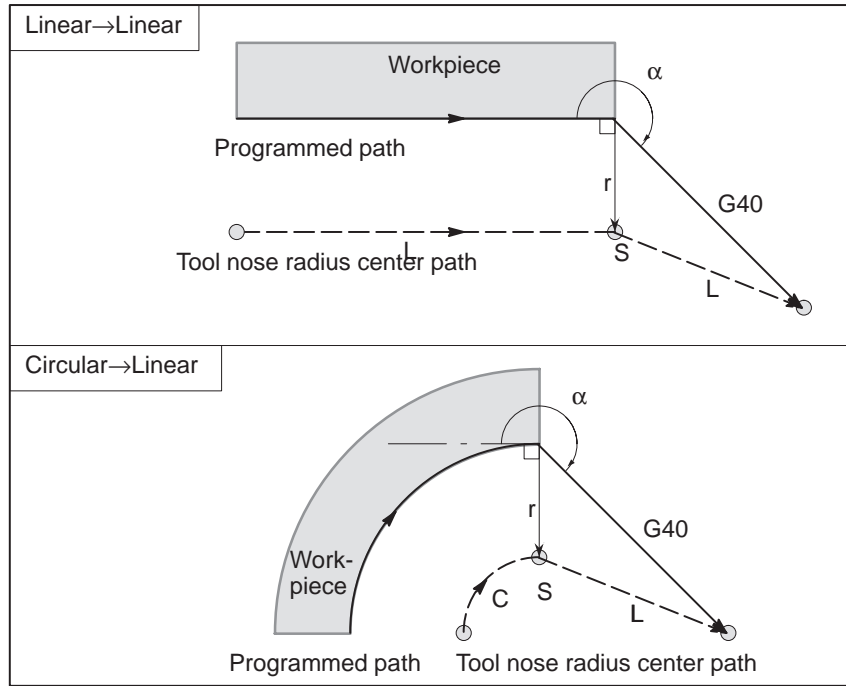 Linear→Linear
Workpiece
α
Programmed path
r
G40
L
Tool nose radius center path
S
L
Circular→Linear
α
r
G40
Work-
piece
C
S
L
Programmed path
Tool nose radius center path